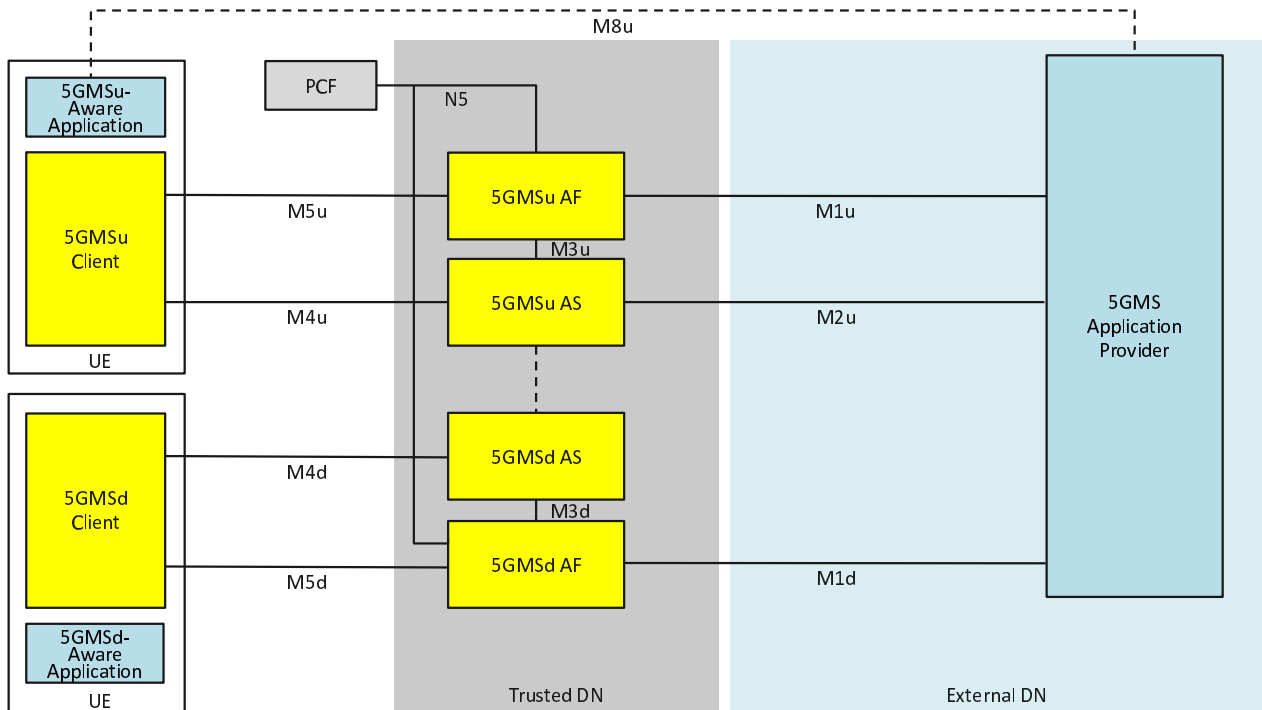 M8u
5GMSu-
Aware
Application
PCF
N5
5GMSu
Client
M5u
5GMSu AF
M1u
M3u
M4u
5GMSu AS
M2u
5GMS
Application
Provider
UE
5GMSd
Client
M4d
5GMSd AS
M3d
M5d
5GMSd AF
M1d
5GMSd-
Aware
Application
UE
Trusted DN
External DN